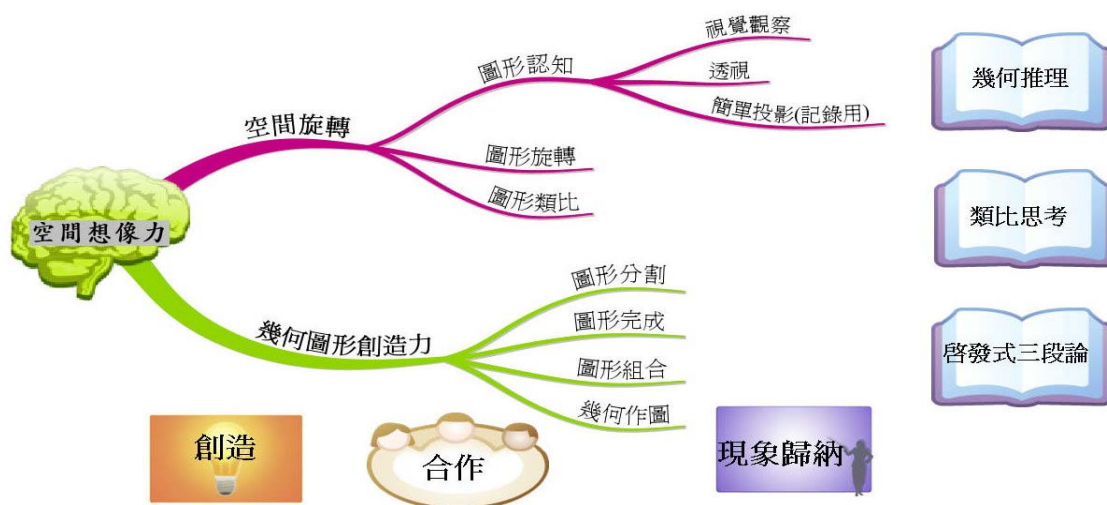 空間想像力
空間旋轉
圖形認知
視覺觀察
透視
簡單投影(記錄用)
圖形旋轉
圖形類比
幾何圖形創造力
圖形分割
圖形完成
圖形組合
幾何作圖
幾何推理
類比思考
啓發式三段論
創造
合作
現象歸納